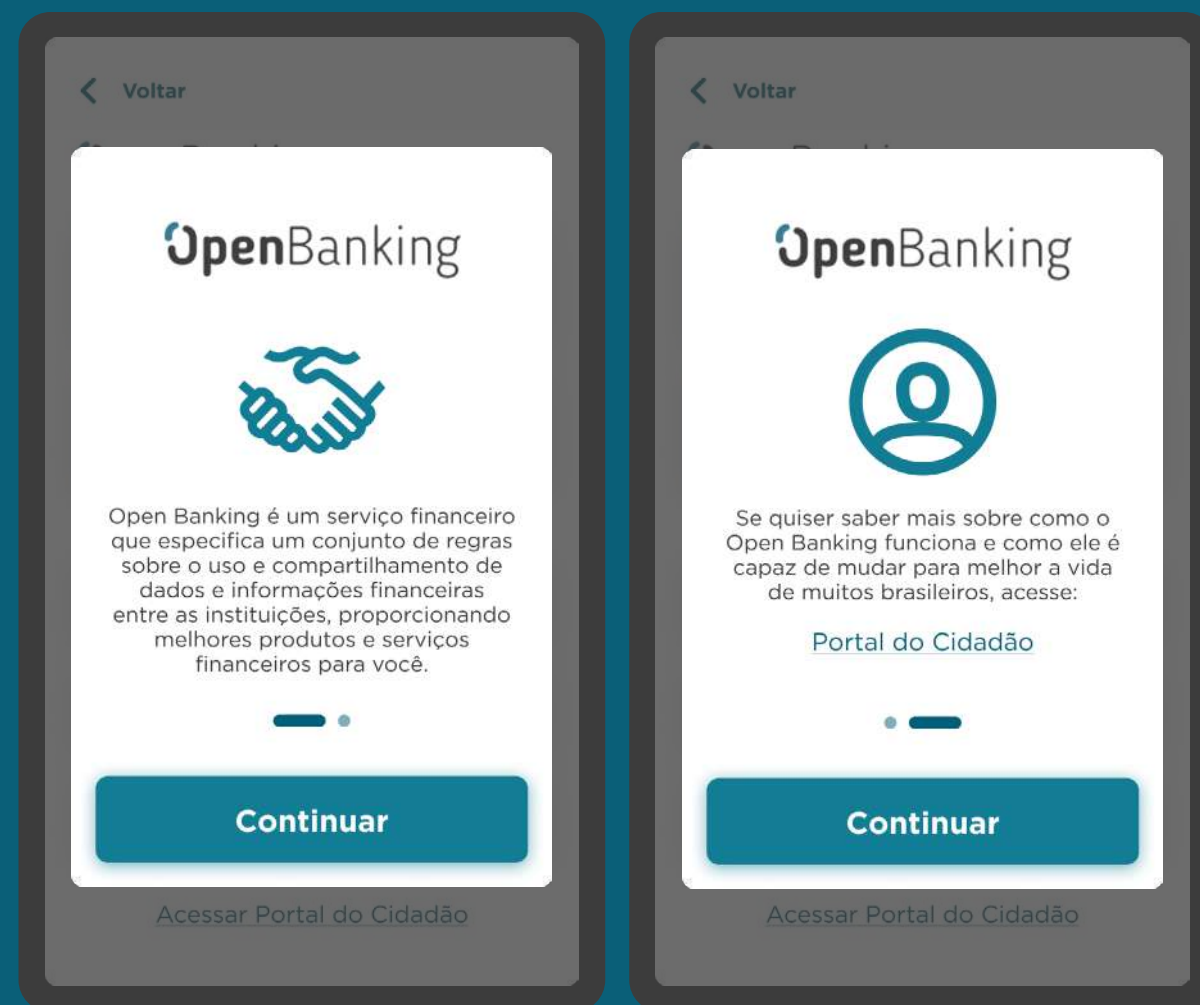 Voltar
OpenBanking
Open Banking é um serviço financeiro
que especifica um conjunto de regras
sobre o uso e compartilhamento de
dados e informações financeiras
entre as instituições, proporcionando
melhores produtos e serviços
financeiros para você.
Continuar
Acessar Portal do Cidadão
Voltar
OpenBanking
Se quiser saber mais sobre como o
Open Banking funciona e como ele é
capaz de mudar para melhor a vida
de muitos brasileiros, acesse:
Portal do Cidadão
Continuar
Acessar Portal do Cidadão